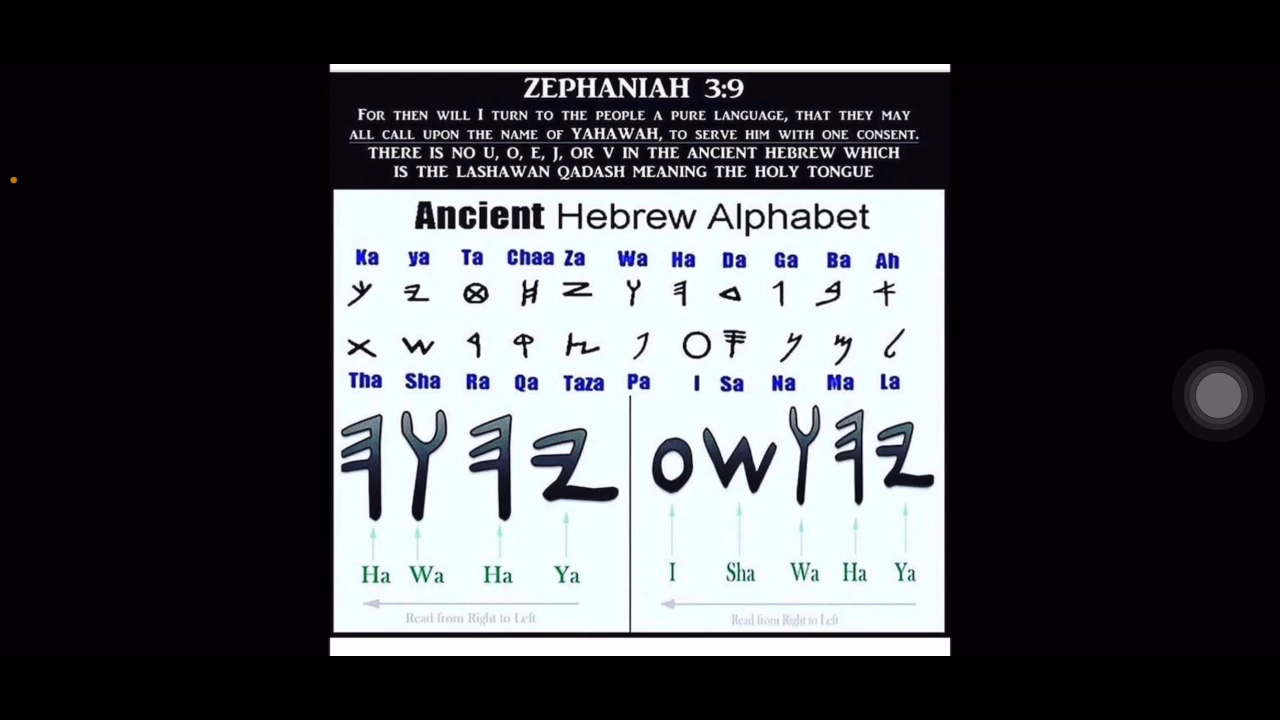 ZEPHANIAH 3:9
FOR THEN WILL I TURN TO THE PEOPLE A PURE LANGUAGE, THAT THEY MAY
ALL CALL UPON THE NAME OF YAHAWAH, TO SERVE HIM WITH ONE CONSENT.
THERE IS NO U, O, E, J, OR V IN THE ANCIENT HEBREW WHICH
IS THE LASHAWAN QADASH MEANING THE HOLY TONGUE
Ancient Hebrew Alphabet
Ka ya Ta Chaa Za Wa Ha Da Ga Ba Ah
𐤀 𐤁 𐤂 𐤃 𐤄 𐤅 𐤆 𐤇 𐤈 𐤉 𐤊
𐤋 𐤌 𐤍 𐤎 𐤏 𐤐 𐤑 𐤒 𐤓 𐤔 𐤕
Tha Sha Ra Qa Taza Pa I Sa Na Ma La
𐤉𐤄𐤅𐤄
Ha Wa Ha Ya
Read from Right to Left
𐤉𐤄𐤅𐤔𐤏
I Sha Wa Ha Ya
Read from Right to Left